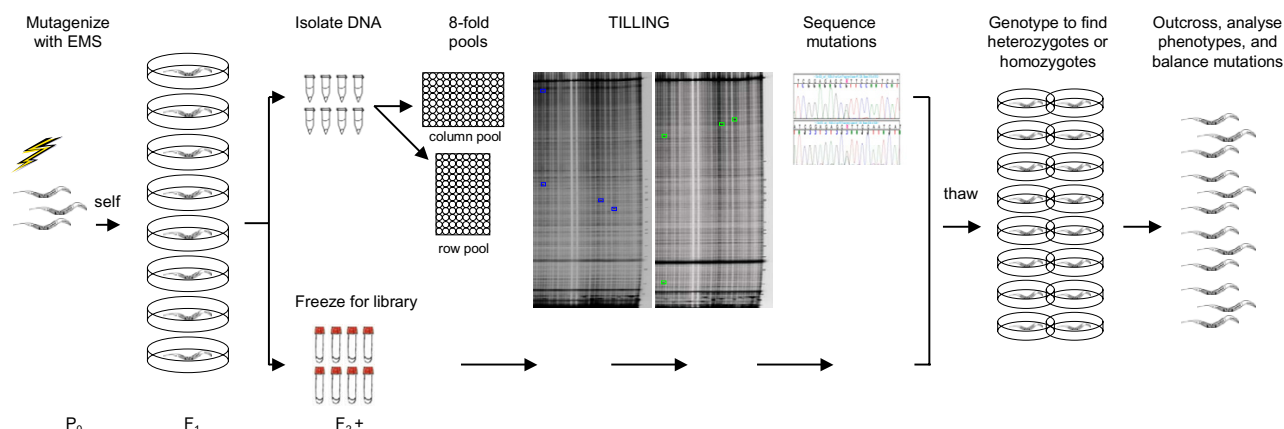 Mutagenize
with EMS
Isolate DNA
8-fold
pools
TILLING
Sequence
mutations
Genotype to find
heterozygotes or
homozygotes
Outcross, analyse
phenotypes, and
balance mutations
column pool
row pool
self
thaw
Freeze for library
P₀
F₁
F₂ +